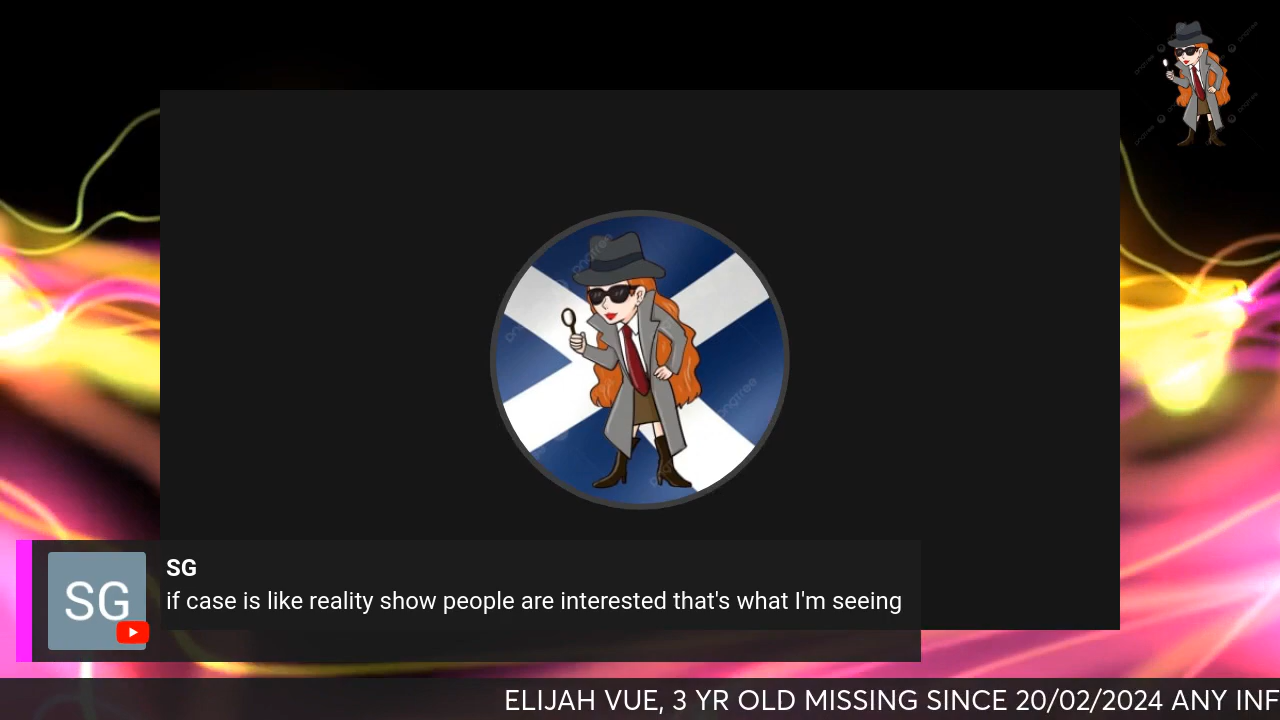 SG
SG
if case is like reality show people are interested that's what I'm seeing
ELIJAH VUE, 3 YR OLD MISSING SINCE 20/02/2024 ANY INF